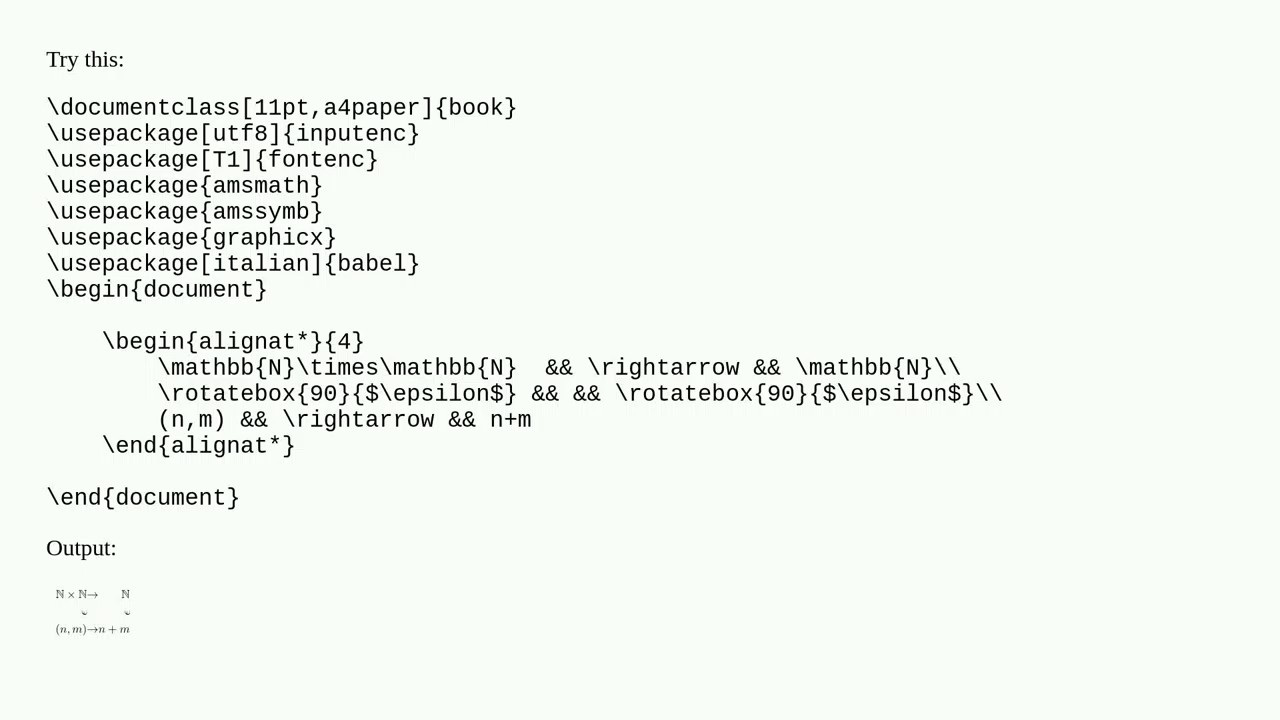 Try this:
\documentclass[11pt,a4paper]{book}
\usepackage[utf8]{inputenc}
\usepackage[T1]{fontenc}
\usepackage{amsmath}
\usepackage{amssymb}
\usepackage{graphicx}
\usepackage[italian]{babel}
\begin{document}
    \begin{alignat*}{4}
        \mathbb{N}\times\mathbb{N}  && \rightarrow && \mathbb{N}\\
        \rotatebox{90}{$\epsilon$} && && \rotatebox{90}{$\epsilon$}\\
        (n,m) && \rightarrow && n+m
    \end{alignat*}
\end{document}
Output:
ℕ × ℕ→ ℕ
ϵ ϵ
(n, m)→n + m